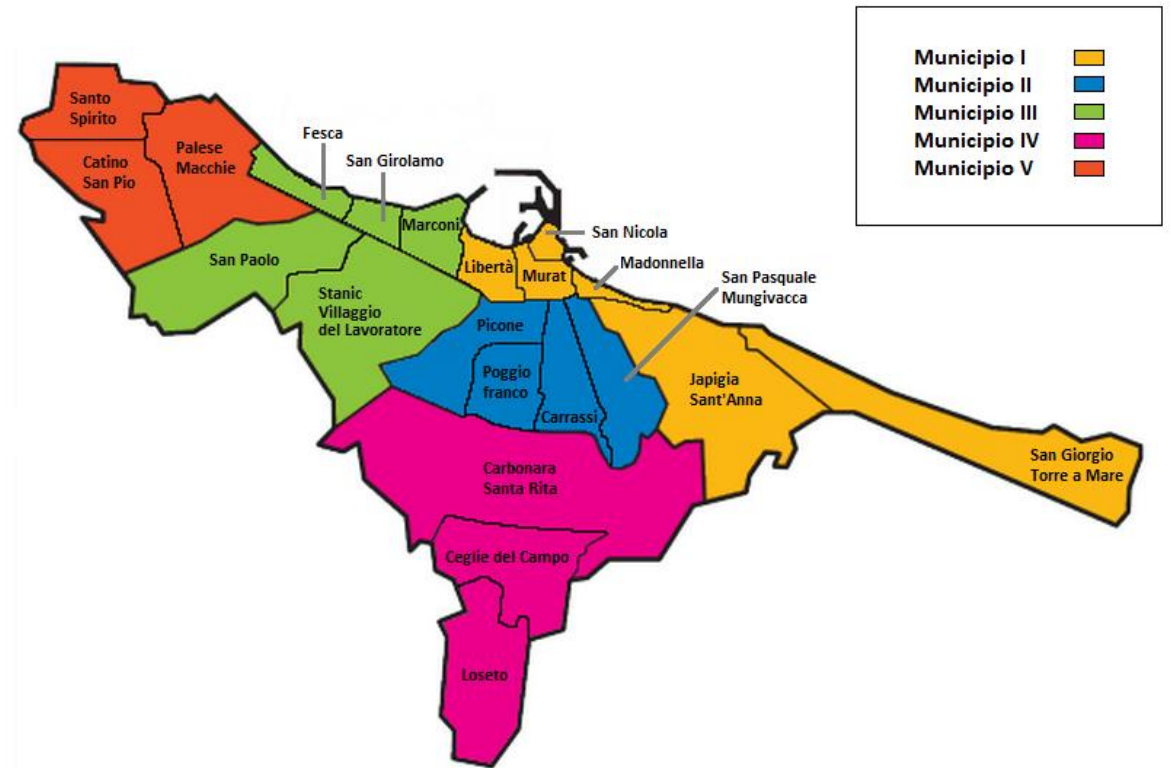 Municipio I
Municipio II
Municipio III
Municipio IV
Municipio V
Santo
Spirito
Catino
San Pio
Palese
Macchie
Fesca
San Girolamo
Marconi
San Nicola
Madonnella
San Pasquale
Mungivacca
Libertà
Murat
San Paolo
Stanic
Villaggio
del Lavoratore
Picone
Poggio
franco
Carrassi
Japigia
Sant'Anna
San Giorgio
Torre a Mare
Carbonara
Santa Rita
Ceglie del Campo
Loseto